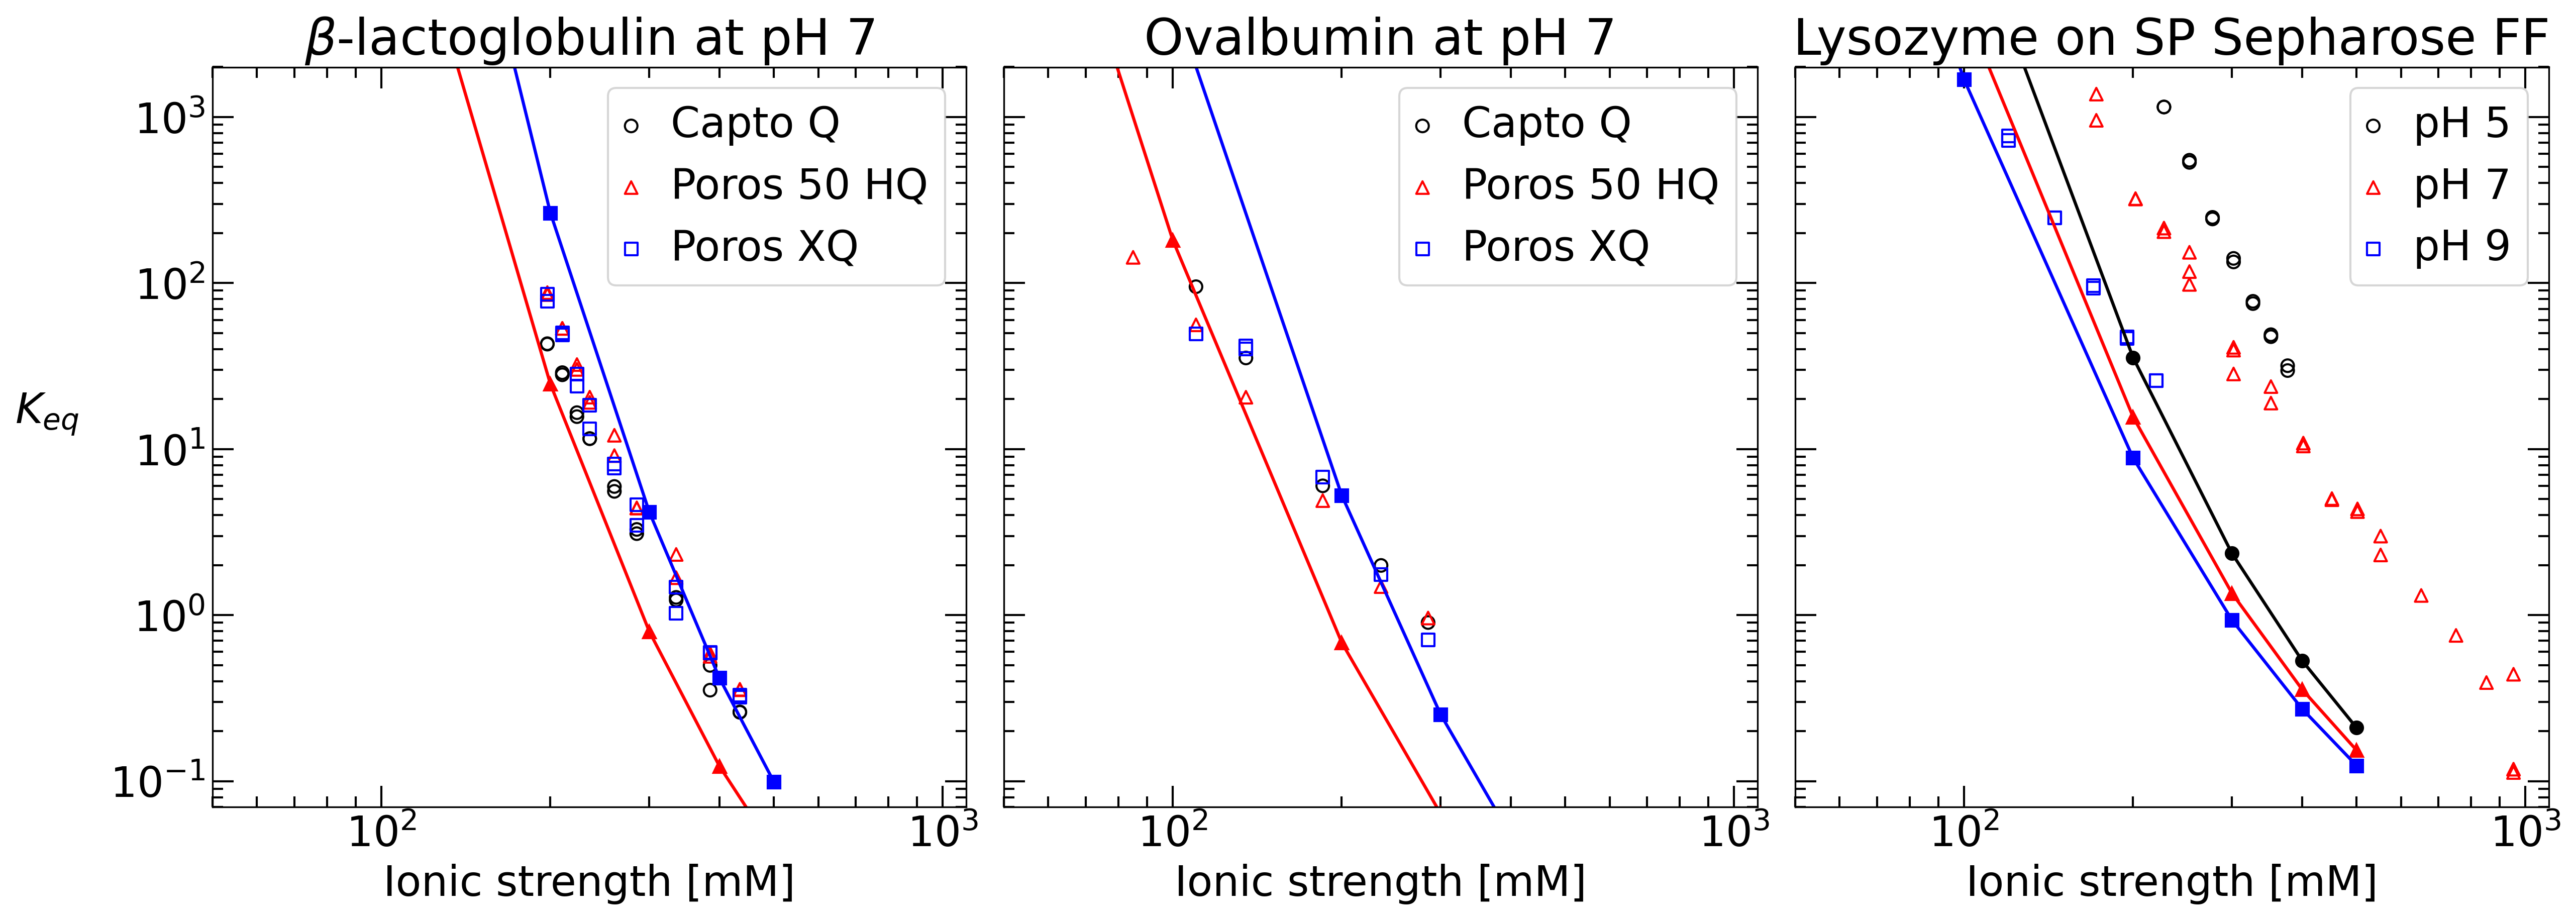 β-lactoglobulin at pH 7
Ovalbumin at pH 7
Lysozyme on SP Sepharose FF
K_eq
10³
10²
10¹
10⁰
10⁻¹
Capto Q
Poros 50 HQ
Poros XQ
Capto Q
Poros 50 HQ
Poros XQ
pH 5
pH 7
pH 9
10² 10³
10² 10³
10² 10³
Ionic strength [mM]
Ionic strength [mM]
Ionic strength [mM]